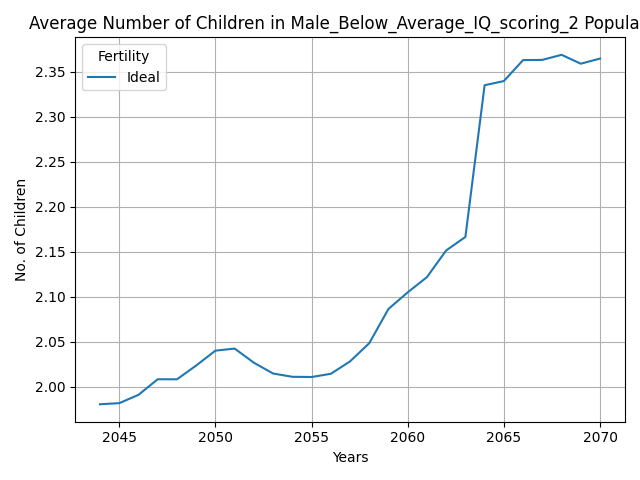 Average Number of Children in Male_Below_Average_IQ_scoring_2 Popula
Fertility
Ideal
2.35
2.30
2.25
2.20
2.15
2.10
2.05
2.00
No. of Children
2045 2050 2055 2060 2065 2070
Years